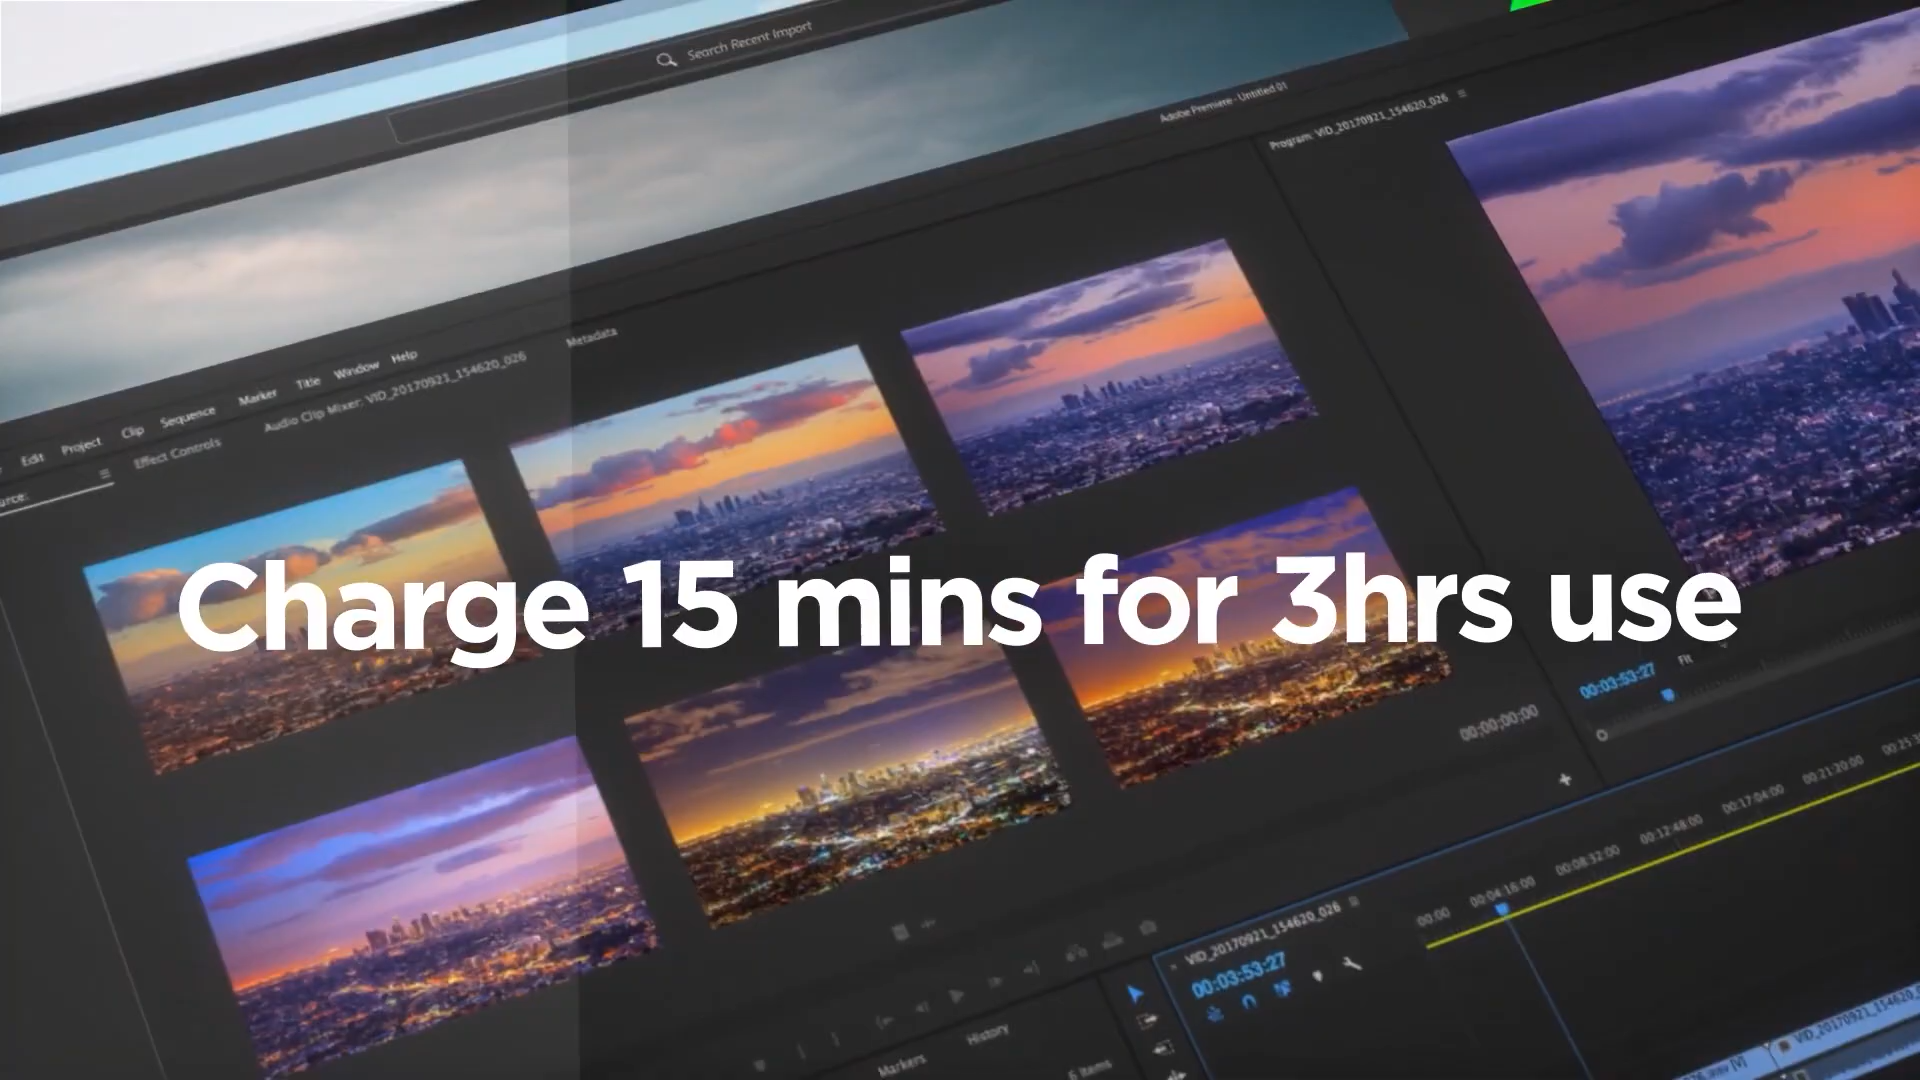 Search Recent Import
Adobe Premiere - Untitled 01
Program: VID_20170921_154620_026
Edit Project Clip Sequence Marker Title Window Help
Effect Controls
Audio Clip Mixer: VID_20170921_154620_026
Metadata
Charge 15 mins for 3hrs use
00:03:53:27
Fit
00;00;00;00
00:00 00:04:16:00 00:08:32:00 00:12:48:00 00:17:04:00 00:21:20:00
VID_20170921_154620_026
00:03:53:27
History
Markers
6 Items